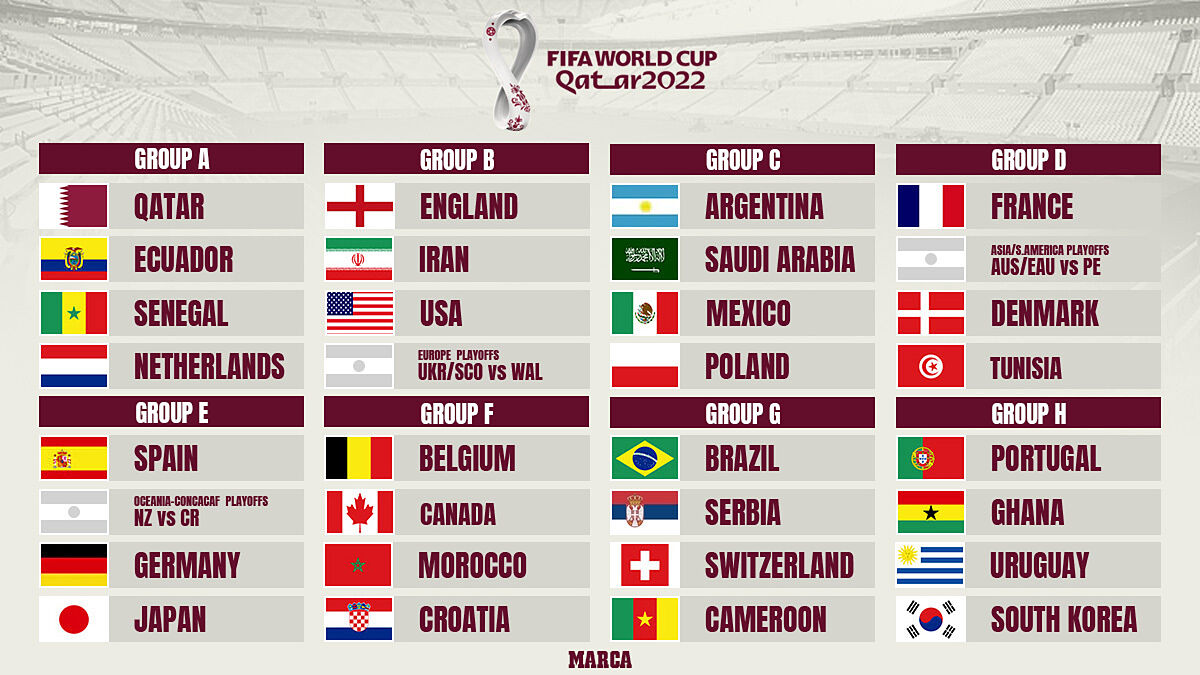 FIFA WORLD CUP
Qatar2022
GROUP A
QATAR
ECUADOR
SENEGAL
NETHERLANDS
GROUP B
ENGLAND
IRAN
USA
EUROPE PLAYOFFS
UKR/SCO vs WAL
GROUP C
ARGENTINA
SAUDI ARABIA
MEXICO
POLAND
GROUP D
FRANCE
ASIA/S.AMERICA PLAYOFFS
AUS/EAU vs PE
DENMARK
TUNISIA
GROUP E
SPAIN
OCEANIA-CONCACAF PLAYOFFS
NZ vs CR
GERMANY
JAPAN
GROUP F
BELGIUM
CANADA
MOROCCO
CROATIA
GROUP G
BRAZIL
SERBIA
SWITZERLAND
CAMEROON
GROUP H
PORTUGAL
GHANA
URUGUAY
SOUTH KOREA
MARCA